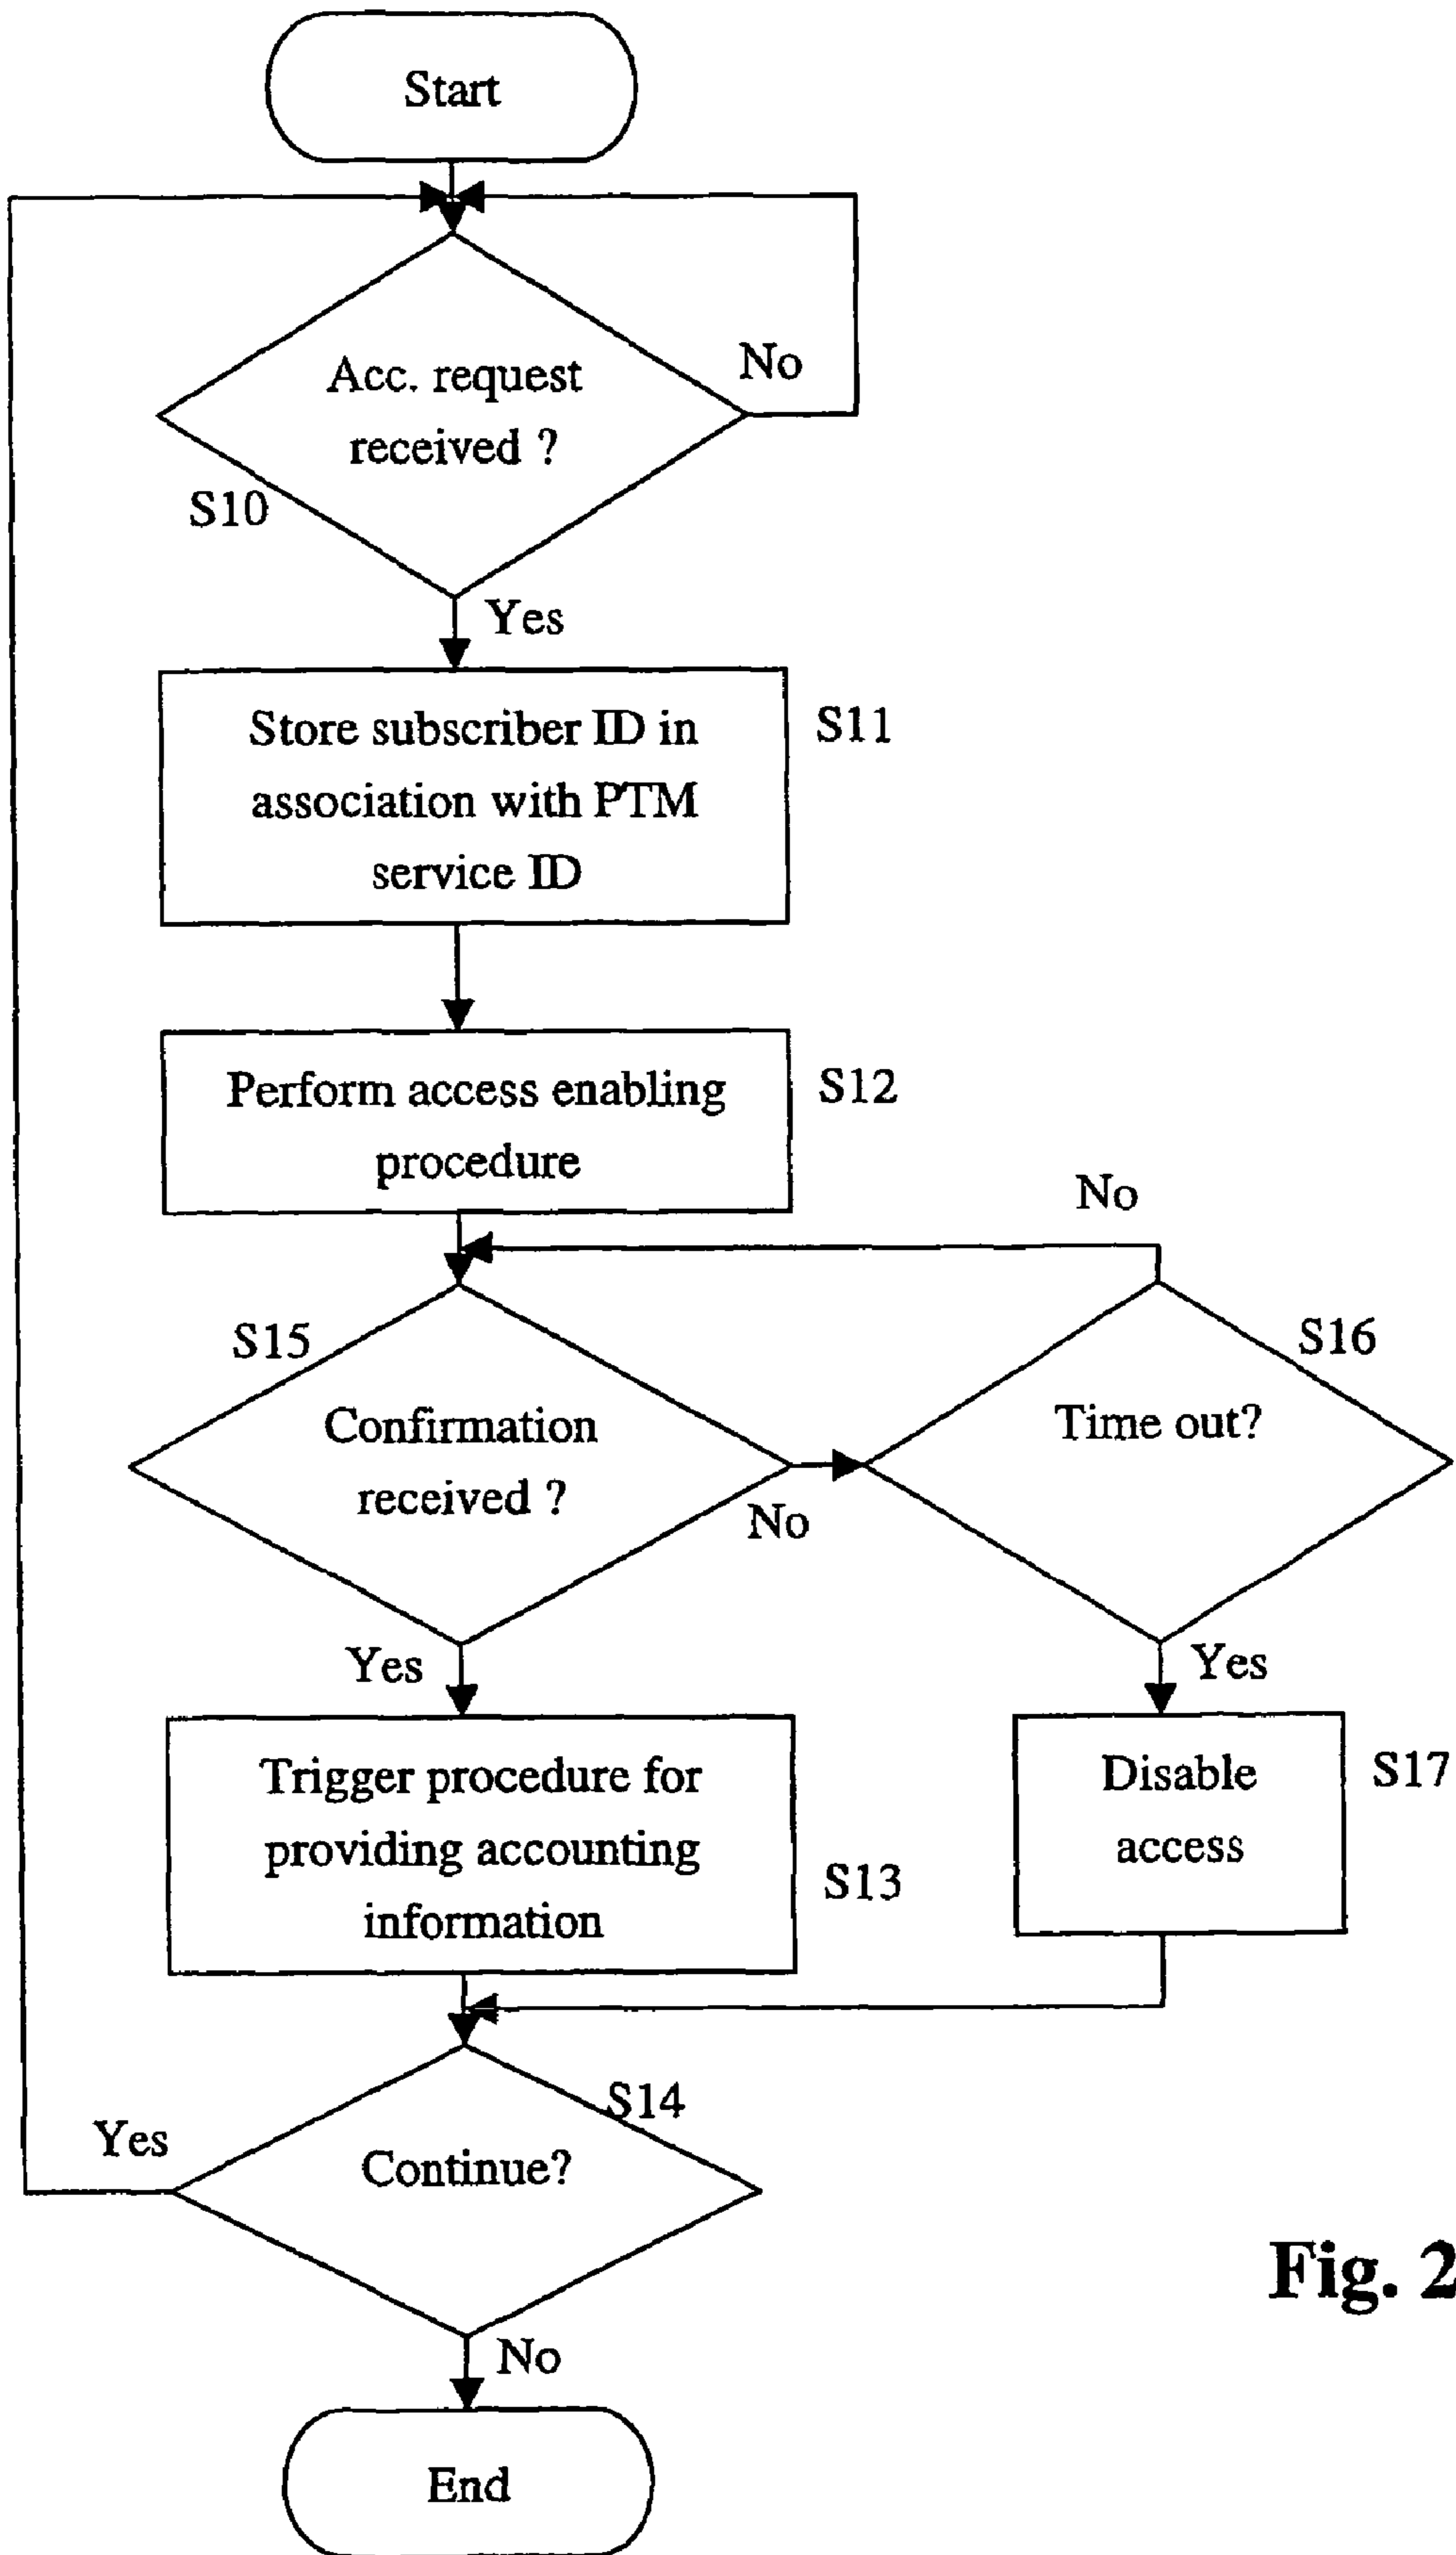 Start
Acc. request
received ?
No
S10
Yes
Store subscriber ID in
association with PTM
service ID
S11
Perform access enabling
procedure
S12
No
S15
Confirmation
received ?
No
S16
Time out?
Yes
Yes
Trigger procedure for
providing accounting
information
S13
Disable
access
S17
S14
Continue?
Yes
No
End
Fig. 2